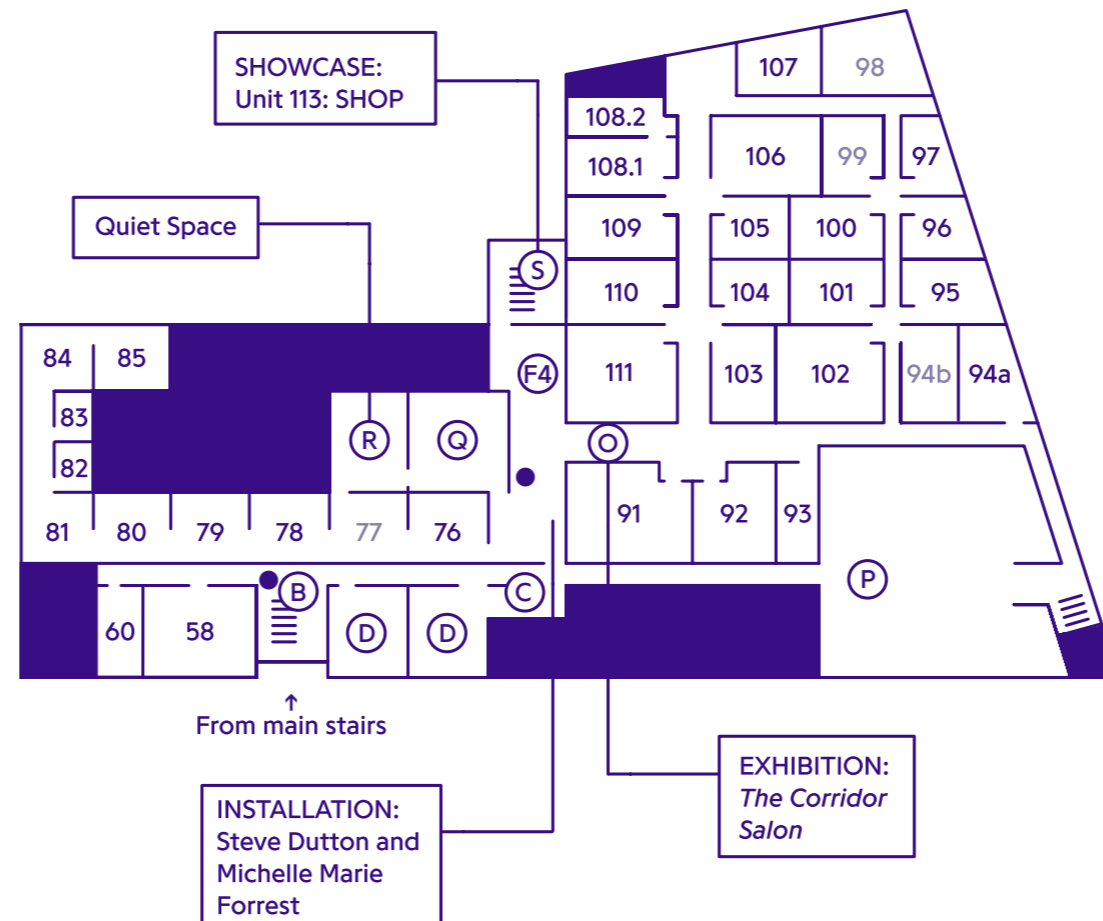 SHOWCASE:
Unit 113: SHOP
107
98
108.2
108.1
106
99
97
Quiet Space
109
105
100
96
S
110
104
101
95
84
85
F4
111
103
102
94b
94a
83
R
Q
O
82
81
80
79
78
77
76
91
92
93
B
C
P
60
58
D
D
↑
From main stairs
EXHIBITION:
The Corridor
Salon
INSTALLATION:
Steve Dutton and
Michelle Marie
Forrest